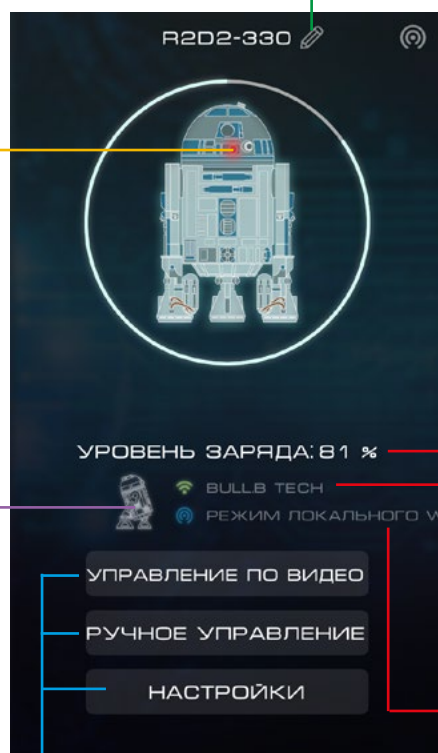 R2D2-330
УРОВЕНЬ ЗАРЯДА: 81 %
BULLB TECH
РЕЖИМ ЛОКАЛЬНОГО W
УПРАВЛЕНИЕ ПО ВИДЕО
РУЧНОЕ УПРАВЛЕНИЕ
НАСТРОЙКИ